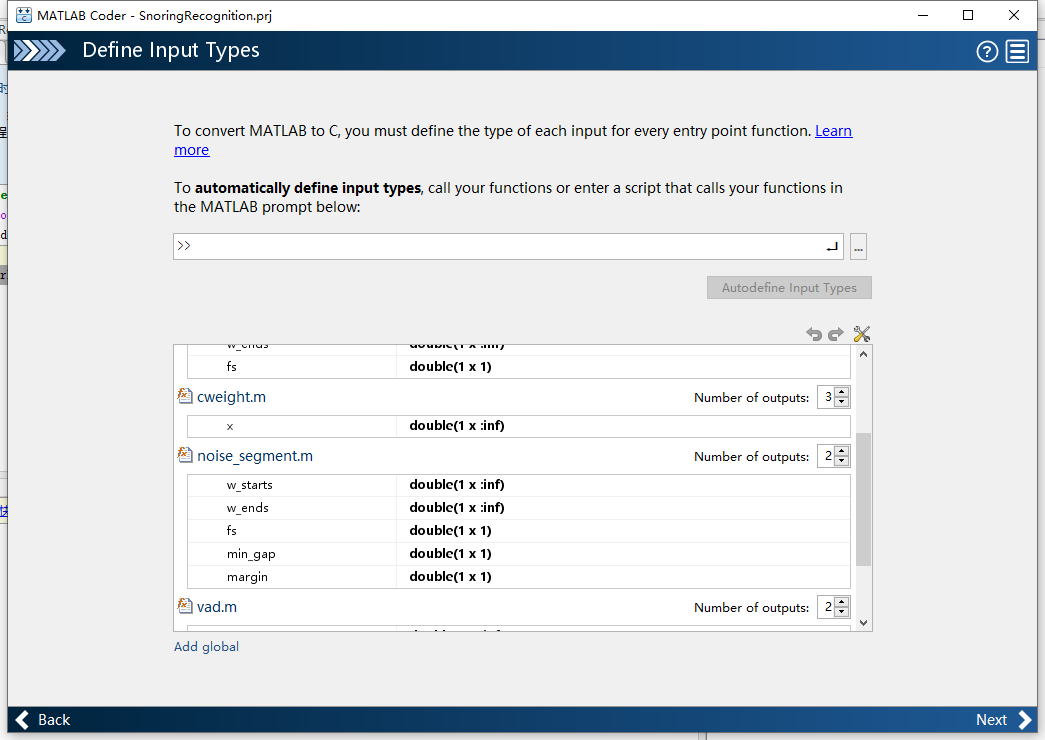 MATLAB Coder - SnoringRecognition.prj
Define Input Types
To convert MATLAB to C, you must define the type of each input for every entry point function. Learn
more
To automatically define input types, call your functions or enter a script that calls your functions in
the MATLAB prompt below:
>>
...
Autodefine Input Types
w_ends double(1 x :inf)
fs double(1 x 1)
cweight.m Number of outputs: 3
x double(1 x :inf)
noise_segment.m Number of outputs: 2
w_starts double(1 x :inf)
w_ends double(1 x :inf)
fs double(1 x 1)
min_gap double(1 x 1)
margin double(1 x 1)
vad.m Number of outputs: 2
Add global
Back Next